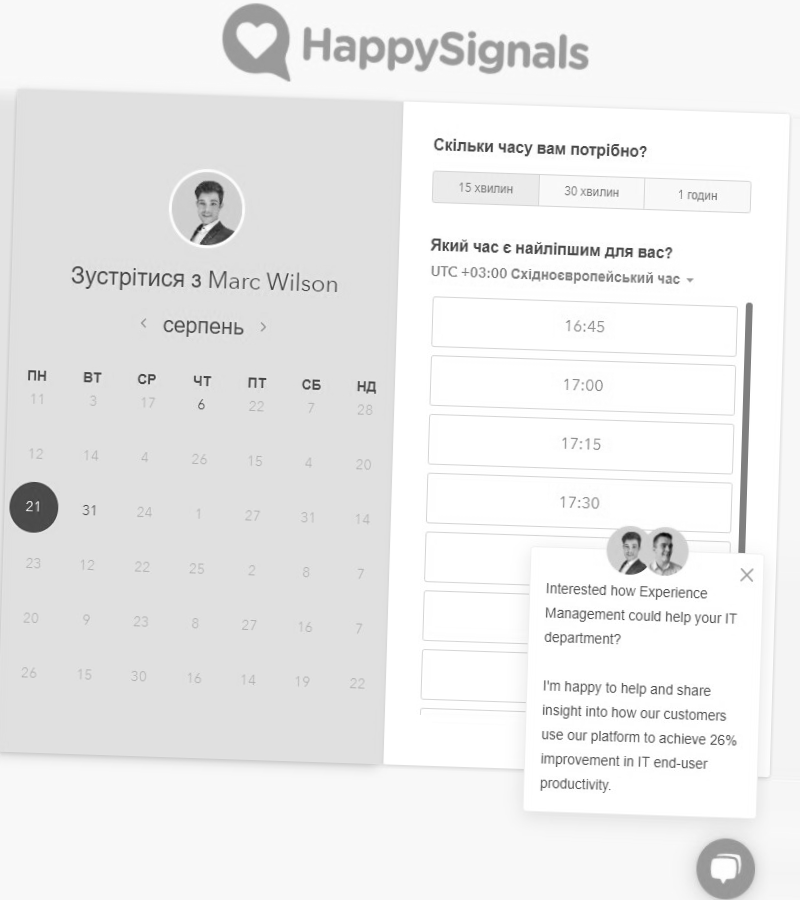 HappySignals
Зустрітися з Marc Wilson
серпень
ПН ВТ СР ЧТ ПТ СБ НД
11 3 17 6 22 7 28
12 14 4 26 15 4 20
21 31 24 1 27 31 14
23 12 22 25 2 8 7
20 9 23 8 27 16 7
26 15 30 16 14 19 22
Скільки часу вам потрібно?
15 хвилин 30 хвилин 1 годин
Який час є найліпшим для вас?
UTC +03:00 Східноєвропейський час
16:45
17:00
17:15
17:30
Interested how Experience
Management could help your IT
department?
I'm happy to help and share
insight into how our customers
use our platform to achieve 26%
improvement in IT end-user
productivity.